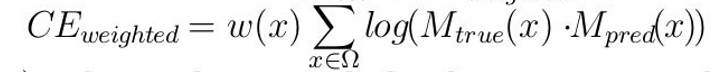 CE_{weighted} = w(x) \sum_{x \in \Omega} log(M_{true}(x) \cdot M_{pred}(x))